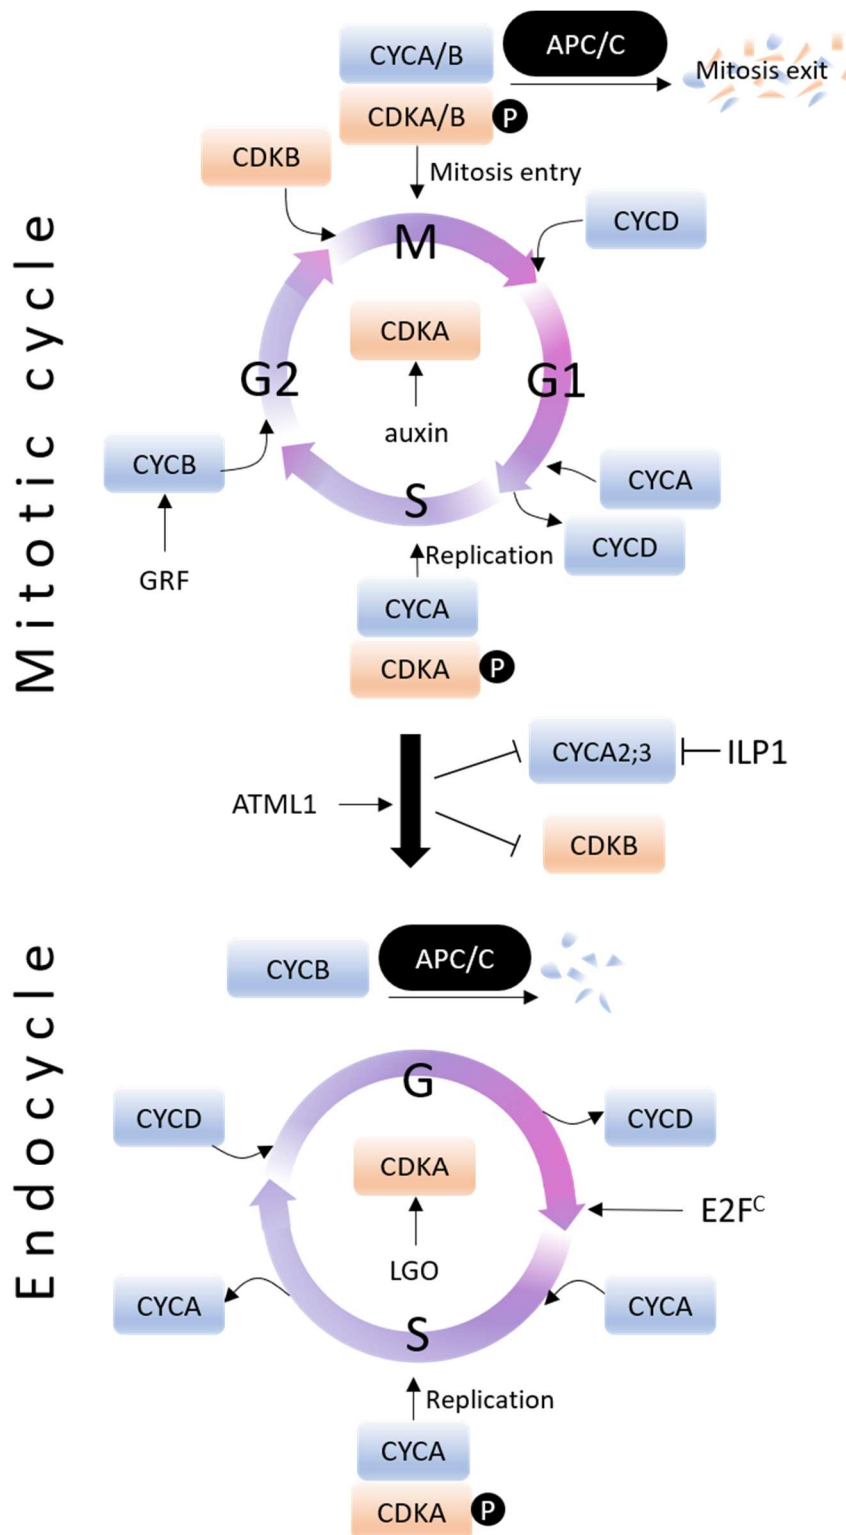 Mitotic cycle
CYCA/B
APC/C
Mitosis exit
CDKA/B
P
CDKB
Mitosis entry
CYCD
M
CDKA
G2
G1
auxin
CYCB
CYCA
S
CYCD
GRF
Replication
CYCA
CDKA
P
CYCA2;3
ILP1
ATML1
CDKB
Endocycle
CYCB
APC/C
G
CYCD
CYCD
CDKA
E2FC
LGO
CYCA
CYCA
S
Replication
CYCA
CDKA
P